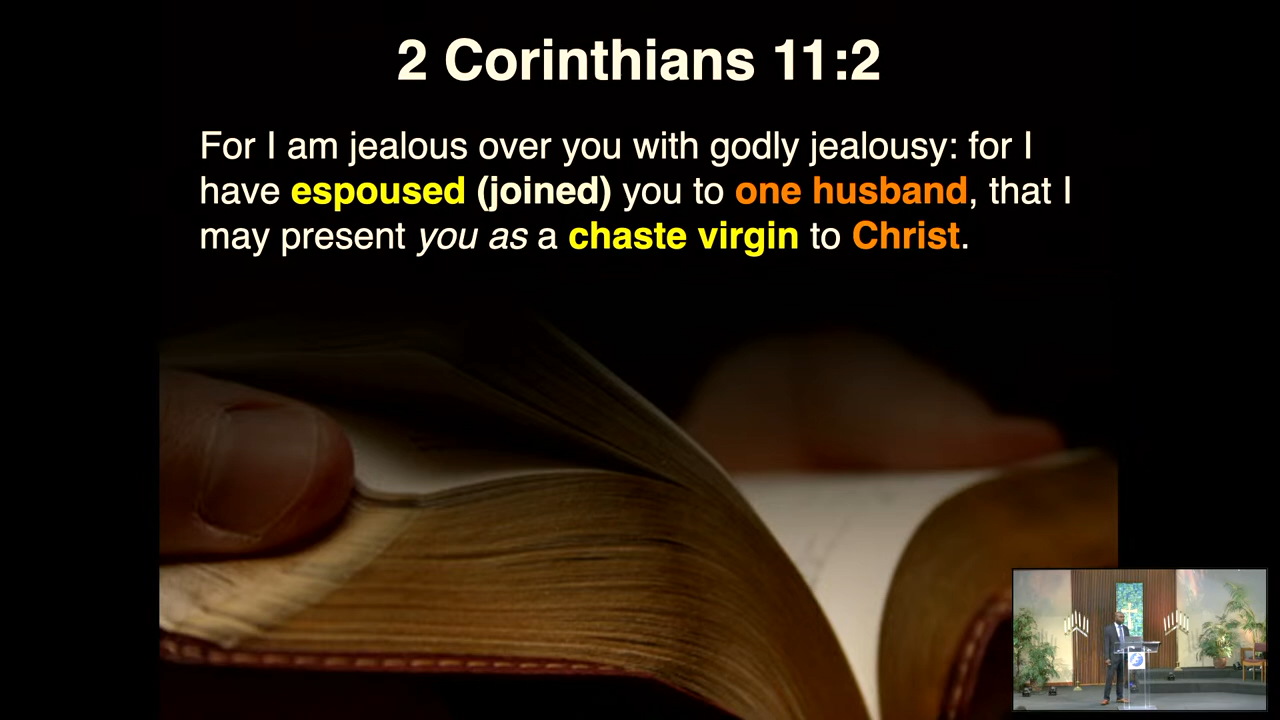 2 Corinthians 11:2
For I am jealous over you with godly jealousy: for I
have espoused (joined) you to one husband, that I
may present you as a chaste virgin to Christ.